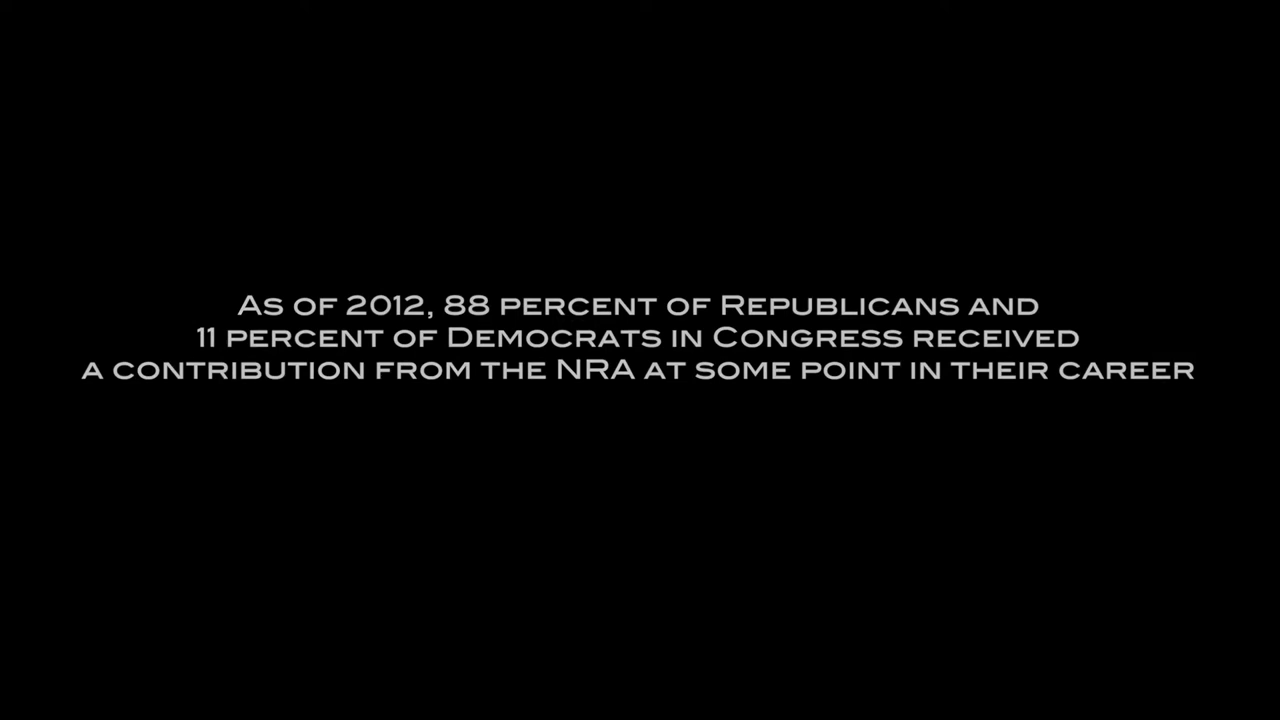 As of 2012, 88 percent of Republicans and
11 percent of Democrats in Congress received
a contribution from the NRA at some point in their career